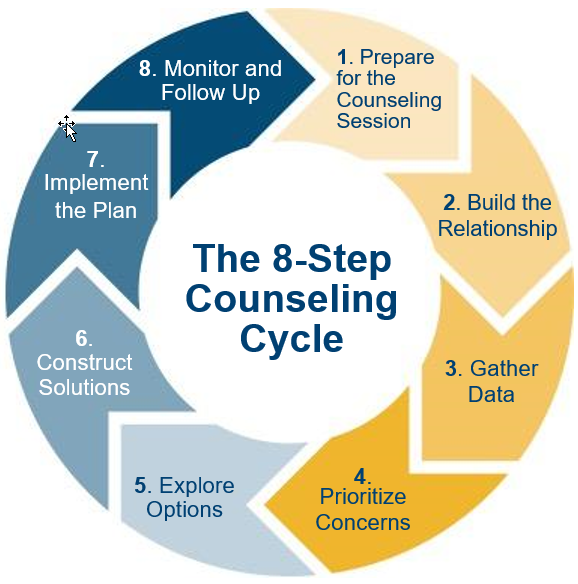 The 8-Step
Counseling
Cycle
1. Prepare
for the
Counseling
Session
2. Build the
Relationship
3. Gather
Data
4.
Prioritize
Concerns
5. Explore
Options
6.
Construct
Solutions
7.
Implement
the Plan
8. Monitor and
Follow Up